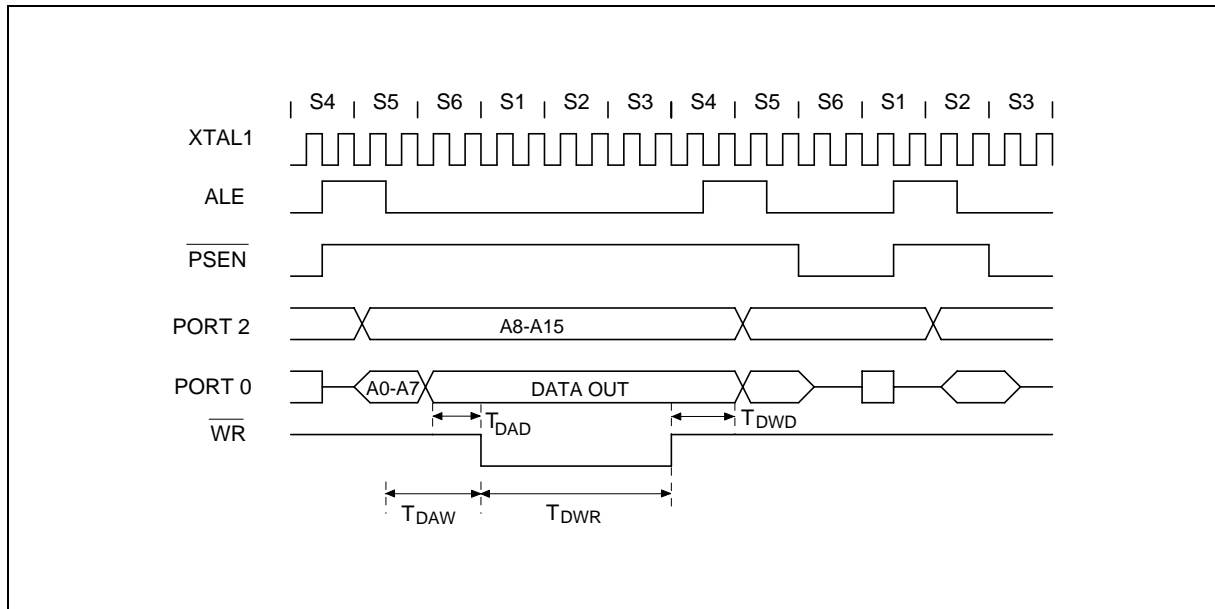 S4 S5 S6 S1 S2 S3 S4 S5 S6 S1 S2 S3
XTAL1
ALE
PSEN
PORT 2
A8-A15
PORT 0
A0-A7
DATA OUT
TDAD
TDWD
WR
TDAW
TDWR